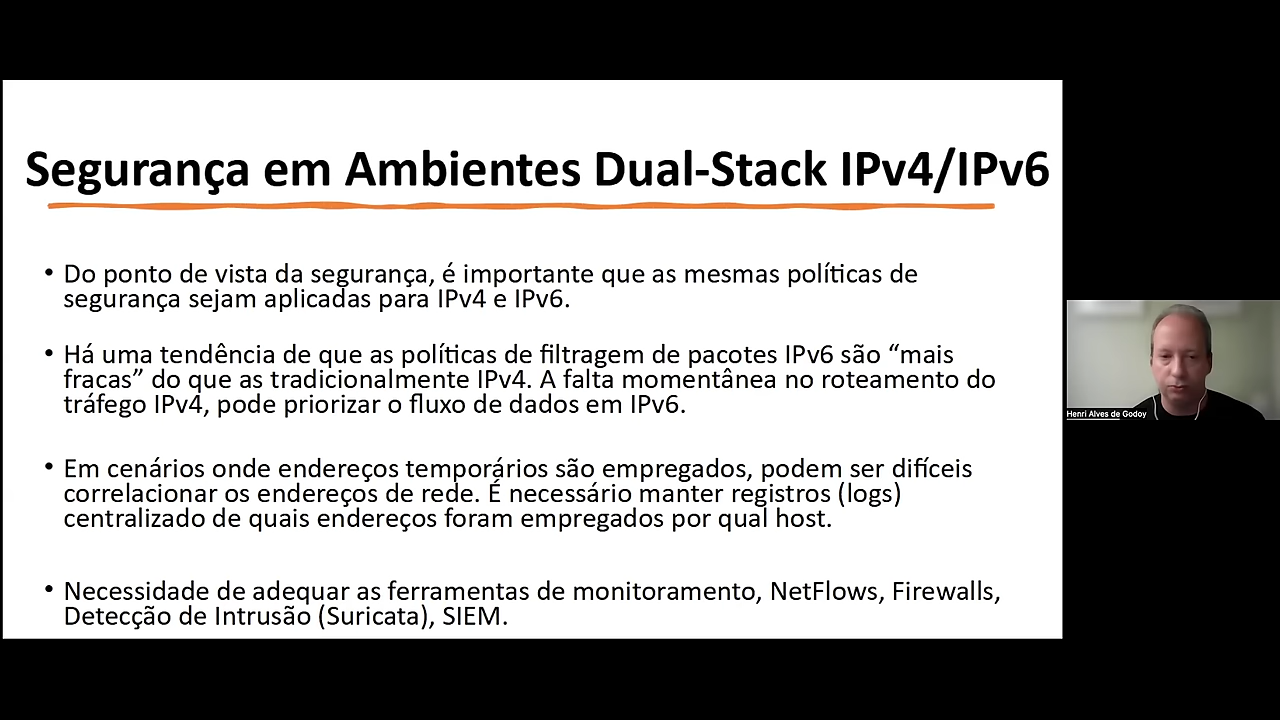 Segurança em Ambientes Dual-Stack IPv4/IPv6
• Do ponto de vista da segurança, é importante que as mesmas políticas de
segurança sejam aplicadas para IPv4 e IPv6.
• Há uma tendência de que as políticas de filtragem de pacotes IPv6 são “mais
fracas” do que as tradicionalmente IPv4. A falta momentânea no roteamento do
tráfego IPv4, pode priorizar o fluxo de dados em IPv6.
• Em cenários onde endereços temporários são empregados, podem ser difíceis
correlacionar os endereços de rede. É necessário manter registros (logs)
centralizado de quais endereços foram empregados por qual host.
• Necessidade de adequar as ferramentas de monitoramento, NetFlows, Firewalls,
Detecção de Intrusão (Suricata), SIEM.
Henri Alves de Godoy